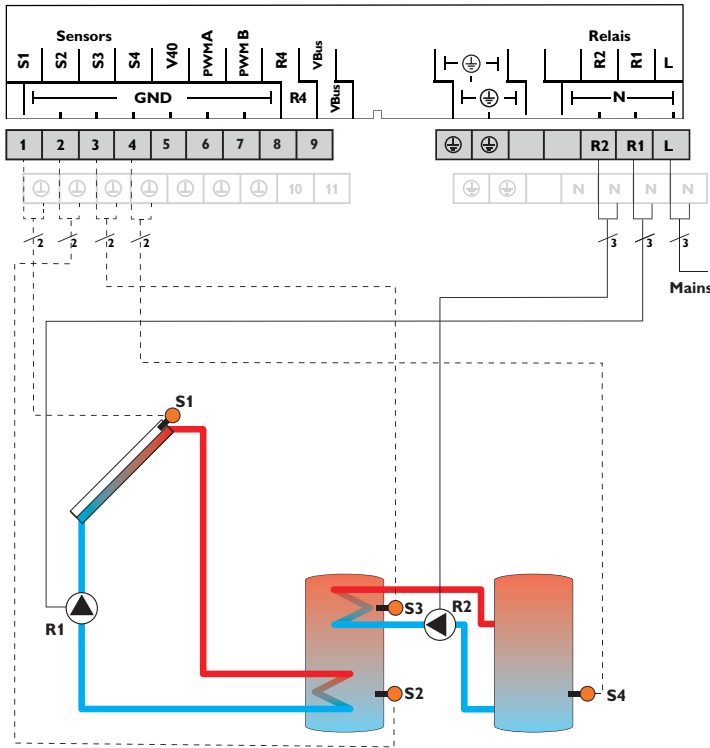 Sensors
Relais
S1 S2 S3 S4 V40 PWMA PWMB R4 VBus
R2 R1 L
GND
R4 VBus
N
1 2 3 4 5 6 7 8 9
R2 R1 L
10 11
N N N N
2 2 2 2
3 3 3
Mains
S1
S3
R2
R1
S2
S4